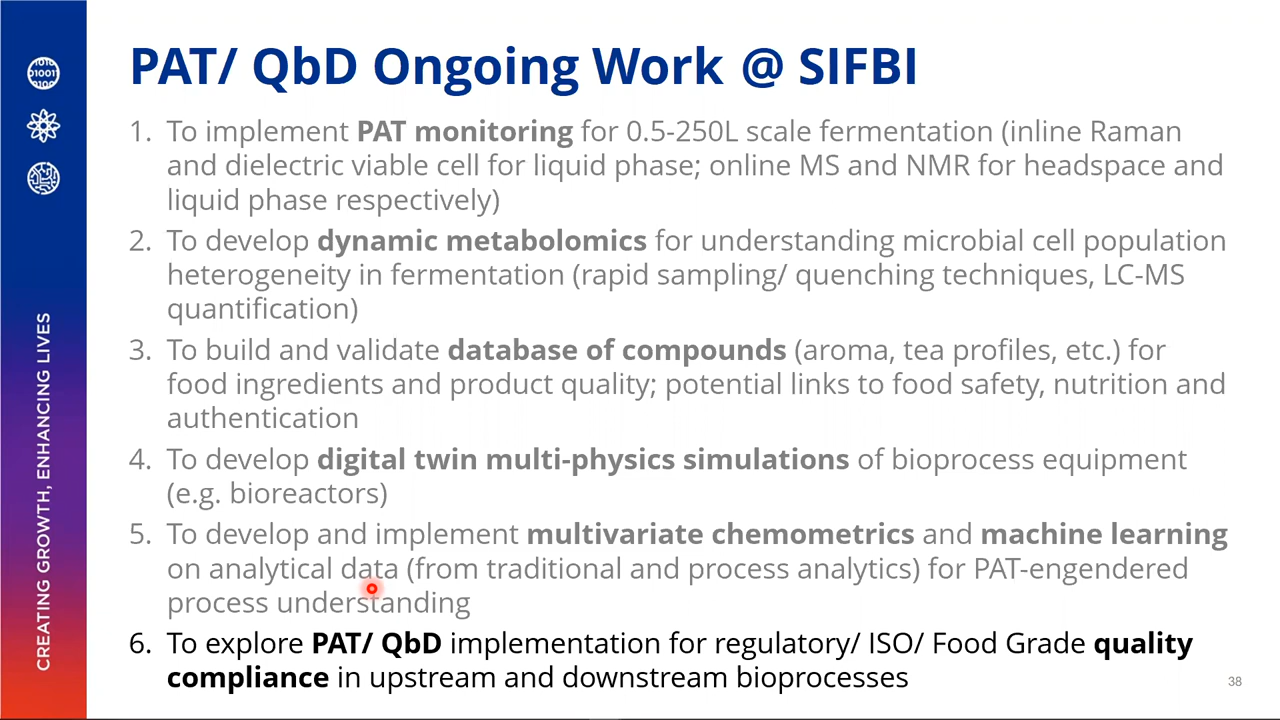 PAT/ QbD Ongoing Work @ SIFBI
1. To implement PAT monitoring for 0.5-250L scale fermentation (inline Raman
and dielectric viable cell for liquid phase; online MS and NMR for headspace and
liquid phase respectively)
2. To develop dynamic metabolomics for understanding microbial cell population
heterogeneity in fermentation (rapid sampling/ quenching techniques, LC-MS
quantification)
3. To build and validate database of compounds (aroma, tea profiles, etc.) for
food ingredients and product quality; potential links to food safety, nutrition and
authentication
4. To develop digital twin multi-physics simulations of bioprocess equipment
(e.g. bioreactors)
5. To develop and implement multivariate chemometrics and machine learning
on analytical data (from traditional and process analytics) for PAT-engendered
process understanding
6. To explore PAT/ QbD implementation for regulatory/ ISO/ Food Grade quality
compliance in upstream and downstream bioprocesses
38
CREATING GROWTH, ENHANCING LIVES